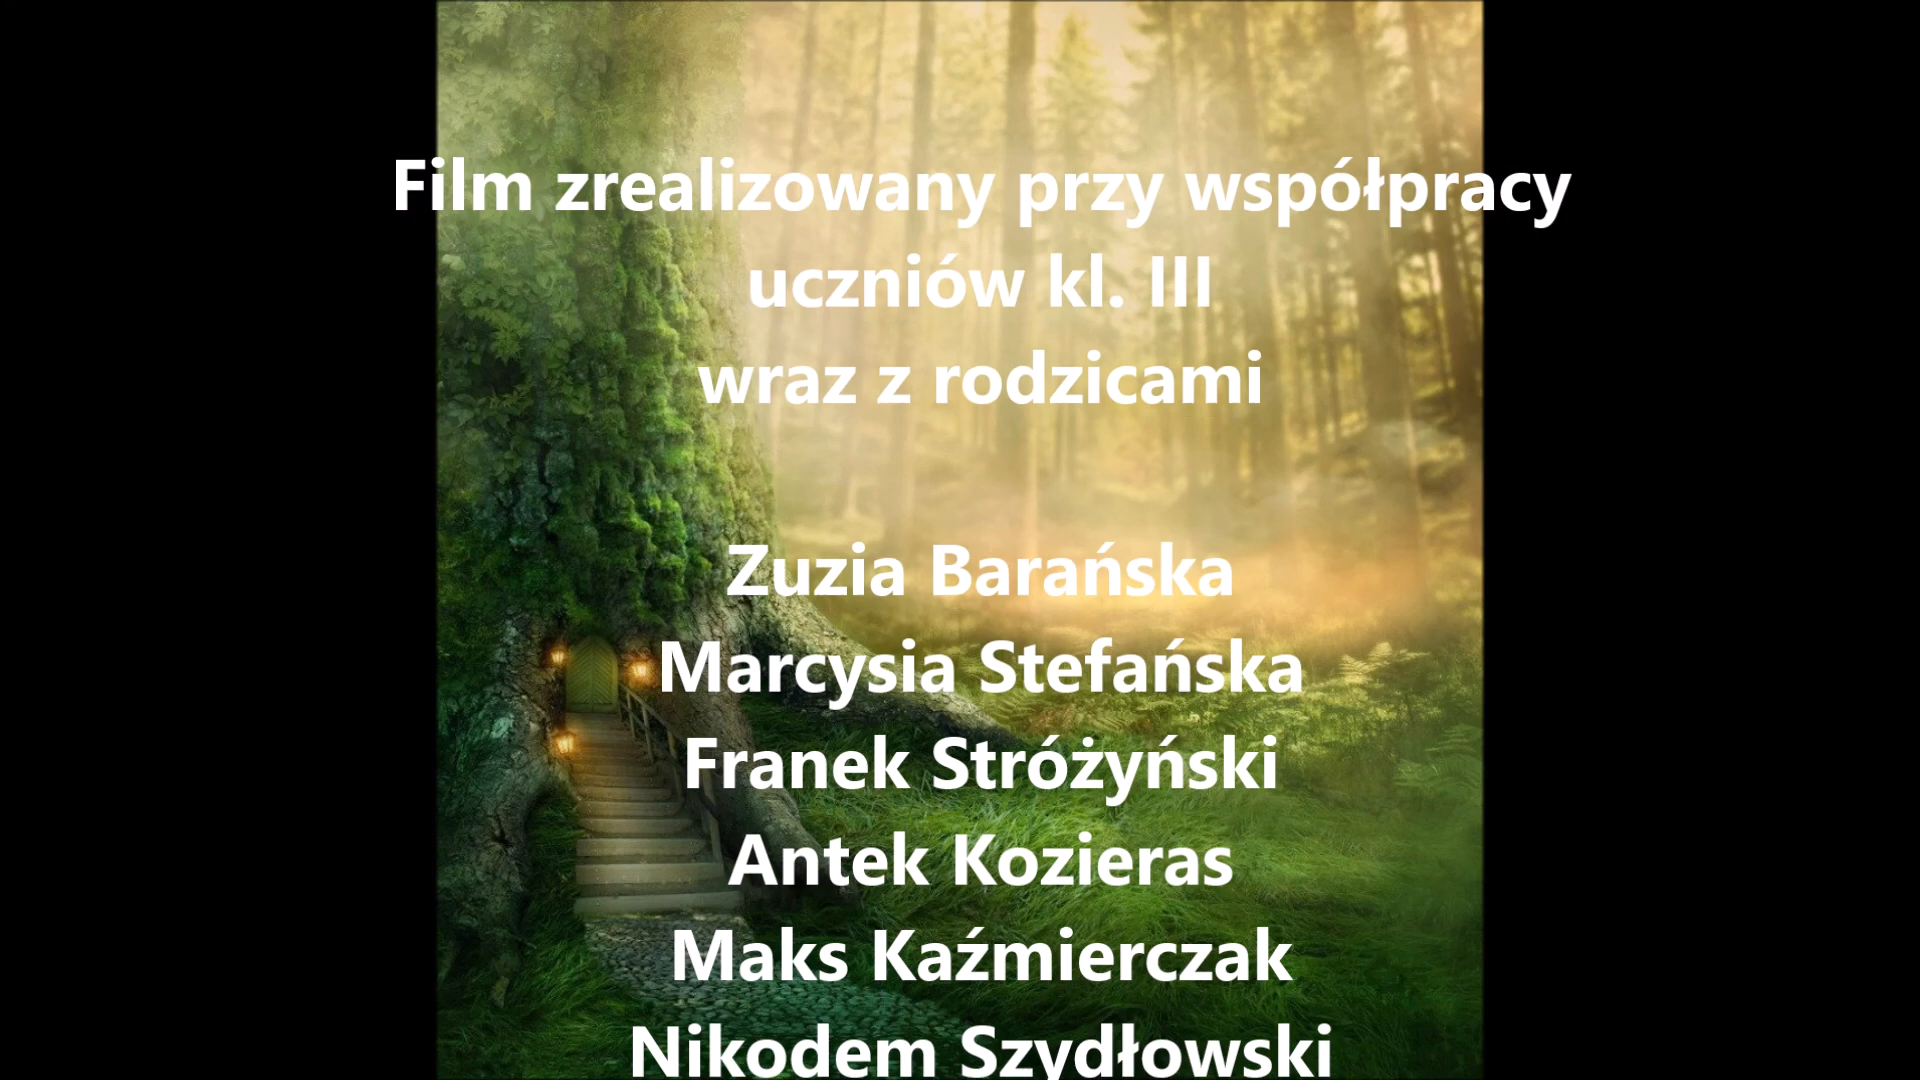 Film zrealizowany przy współpracy
uczniów kl. III
wraz z rodzicami
Zuzia Barańska
Marcysia Stefańska
Franek Stróżyński
Antek Kozieras
Maks Kaźmierczak
Nikodem Szydłowski